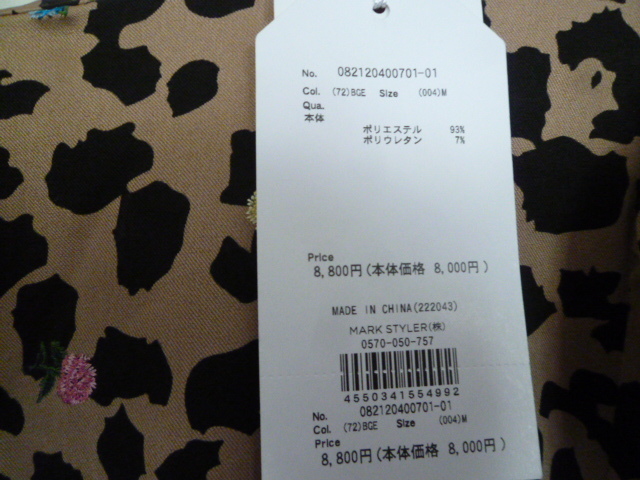 No. 082120400701-01
Col. (72)BGE Size (004)M
Qua.
本体
ポリエステル 93%
ポリウレタン 7%
Price
8,800円(本体価格 8,000円)
MADE IN CHINA(222043)
MARK STYLER(株)
0570-050-757
4550341554992
No. 082120400701-01
Col. (72)BGE Size (004)M
Price
8,800円(本体価格 8,000円)